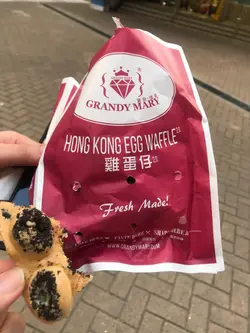 GRANDY MARY
HONG KONG EGG WAFFLE
雞蛋仔
Fresh Made!
WWW.GRANDYMARY.COM